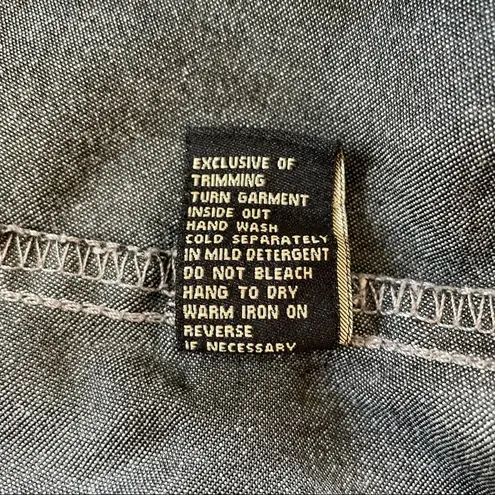 EXCLUSIVE OF
TRIMMING
TURN GARMENT
INSIDE OUT
HAND WASH
COLD SEPARATELY
IN MILD DETERGENT
DO NOT BLEACH
HANG TO DRY
WARM IRON ON
REVERSE
IF NECESSARY